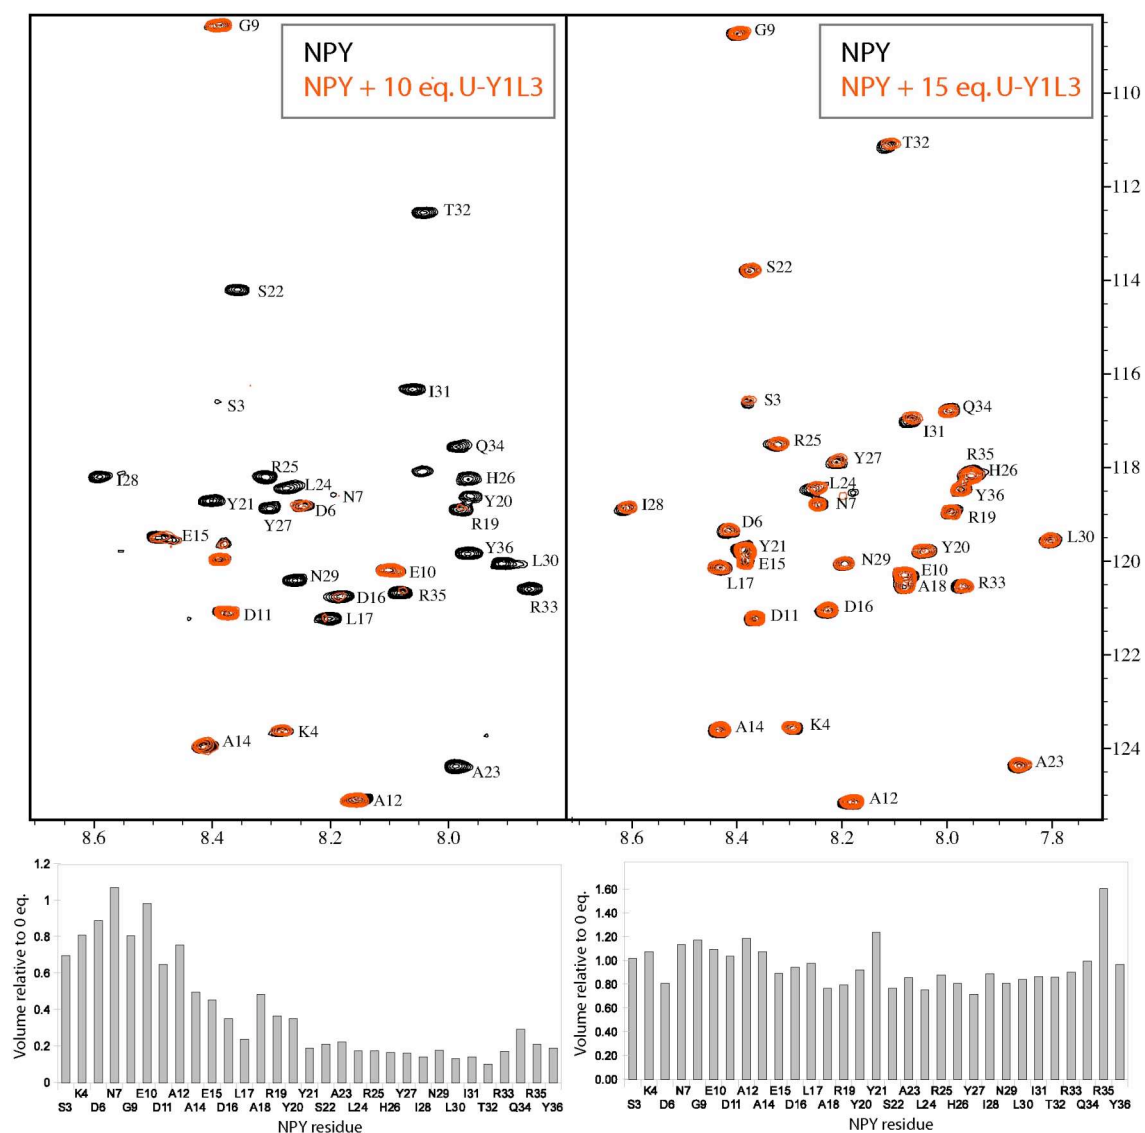 G9
NPY
NPY + 10 eq. U-Y1L3
T32
S22
I31
S3
Q34
I28
R25
L24
H26
N7
Y20
Y21
D6
Y27
R19
E15
Y36
L30
N29
E10
D16
R35
R33
D11
L17
K4
A14
A23
A12
8.6
8.4
8.2
8.0
G9
NPY
NPY + 15 eq. U-Y1L3
T32
S22
S3
Q34
I31
R25
Y27
R35
H26
L24
Y36
I28
N7
R19
D6
L30
Y21
Y20
E15
N29
E10
L17
A18
R33
D16
D11
A14
K4
A23
A12
110
112
114
116
118
120
122
124
8.6
8.4
8.2
8.0
7.8
Volume relative to 0 eq.
1.2
1
0.8
0.6
0.4
0.2
0
K4 N7 E10 A12 E15 L17 R19 Y21 A23 R25 Y27 N29 I31 R33 R35
S3 D6 G9 D11 A14 D16 A18 Y20 S22 L24 H26 I28 L30 T32 Q34 Y36
NPY residue
Volume relative to 0 eq.
1.60
1.40
1.20
1.00
0.80
0.60
0.40
0.20
0.00
K4 N7 E10 A12 E15 L17 R19 Y21 A23 R25 Y27 N29 I31 R33 R35
S3 D6 G9 D11 A14 D16 A18 Y20 S22 L24 H26 I28 L30 T32 Q34 Y36
NPY residue